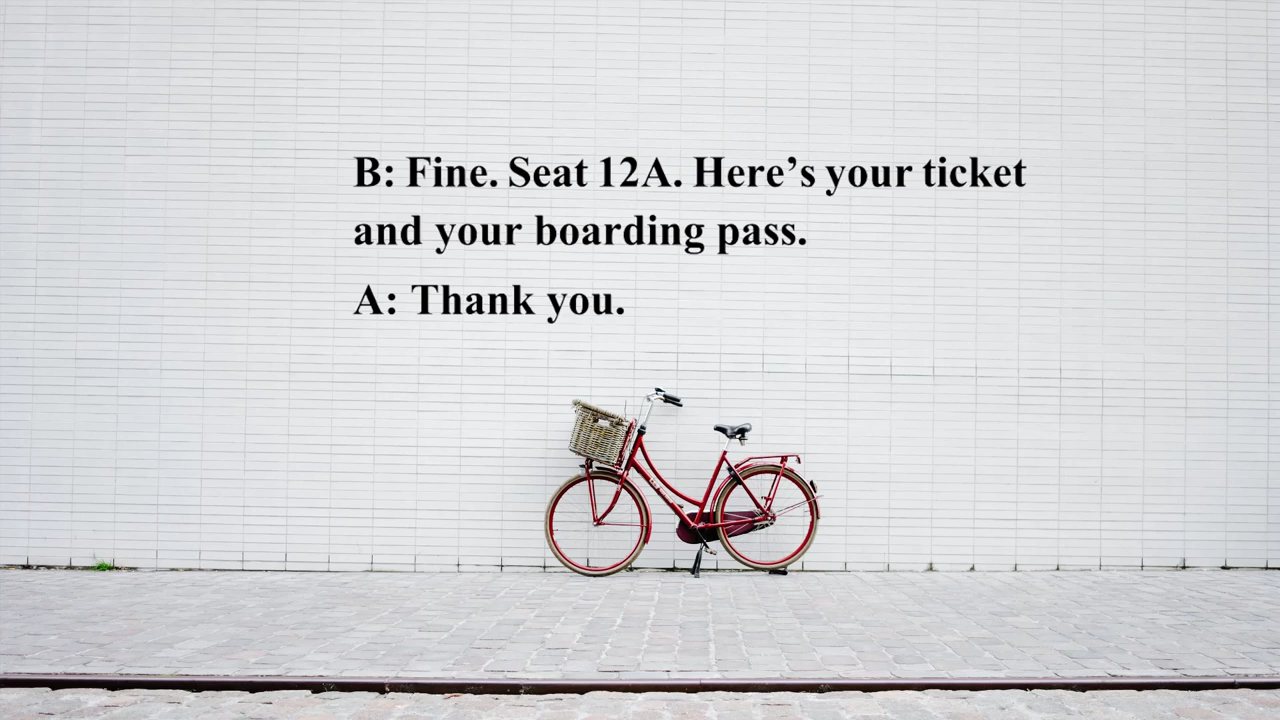 B: Fine. Seat 12A. Here’s your ticket
and your boarding pass.
A: Thank you.